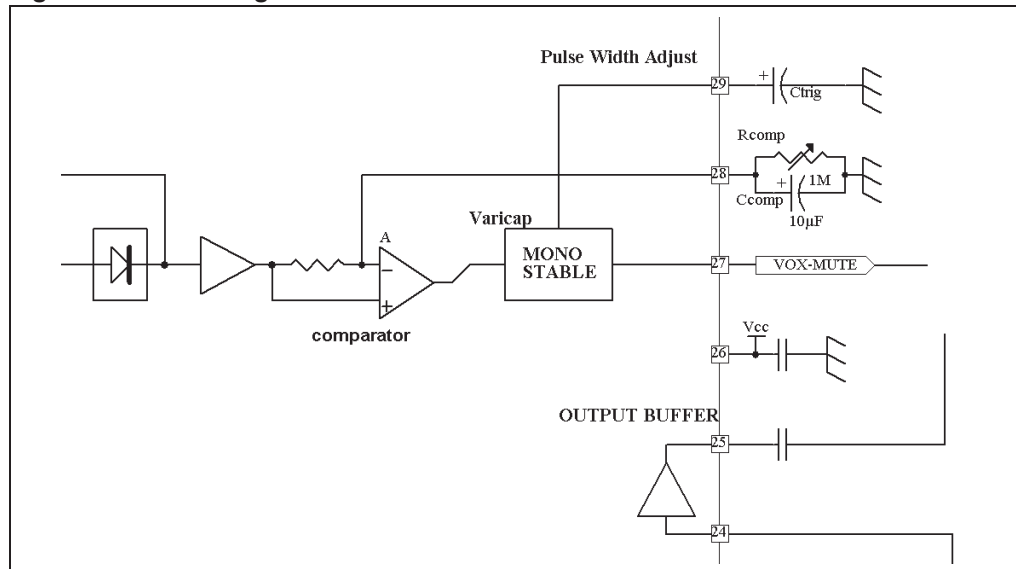 Pulse Width Adjust
29
+
Ctrig
Rcomp
28
+
1M
Ccomp
10µF
Varicap
A
−
+
MONO
STABLE
27
VOX-MUTE
comparator
Vcc
26
OUTPUT BUFFER
25
24